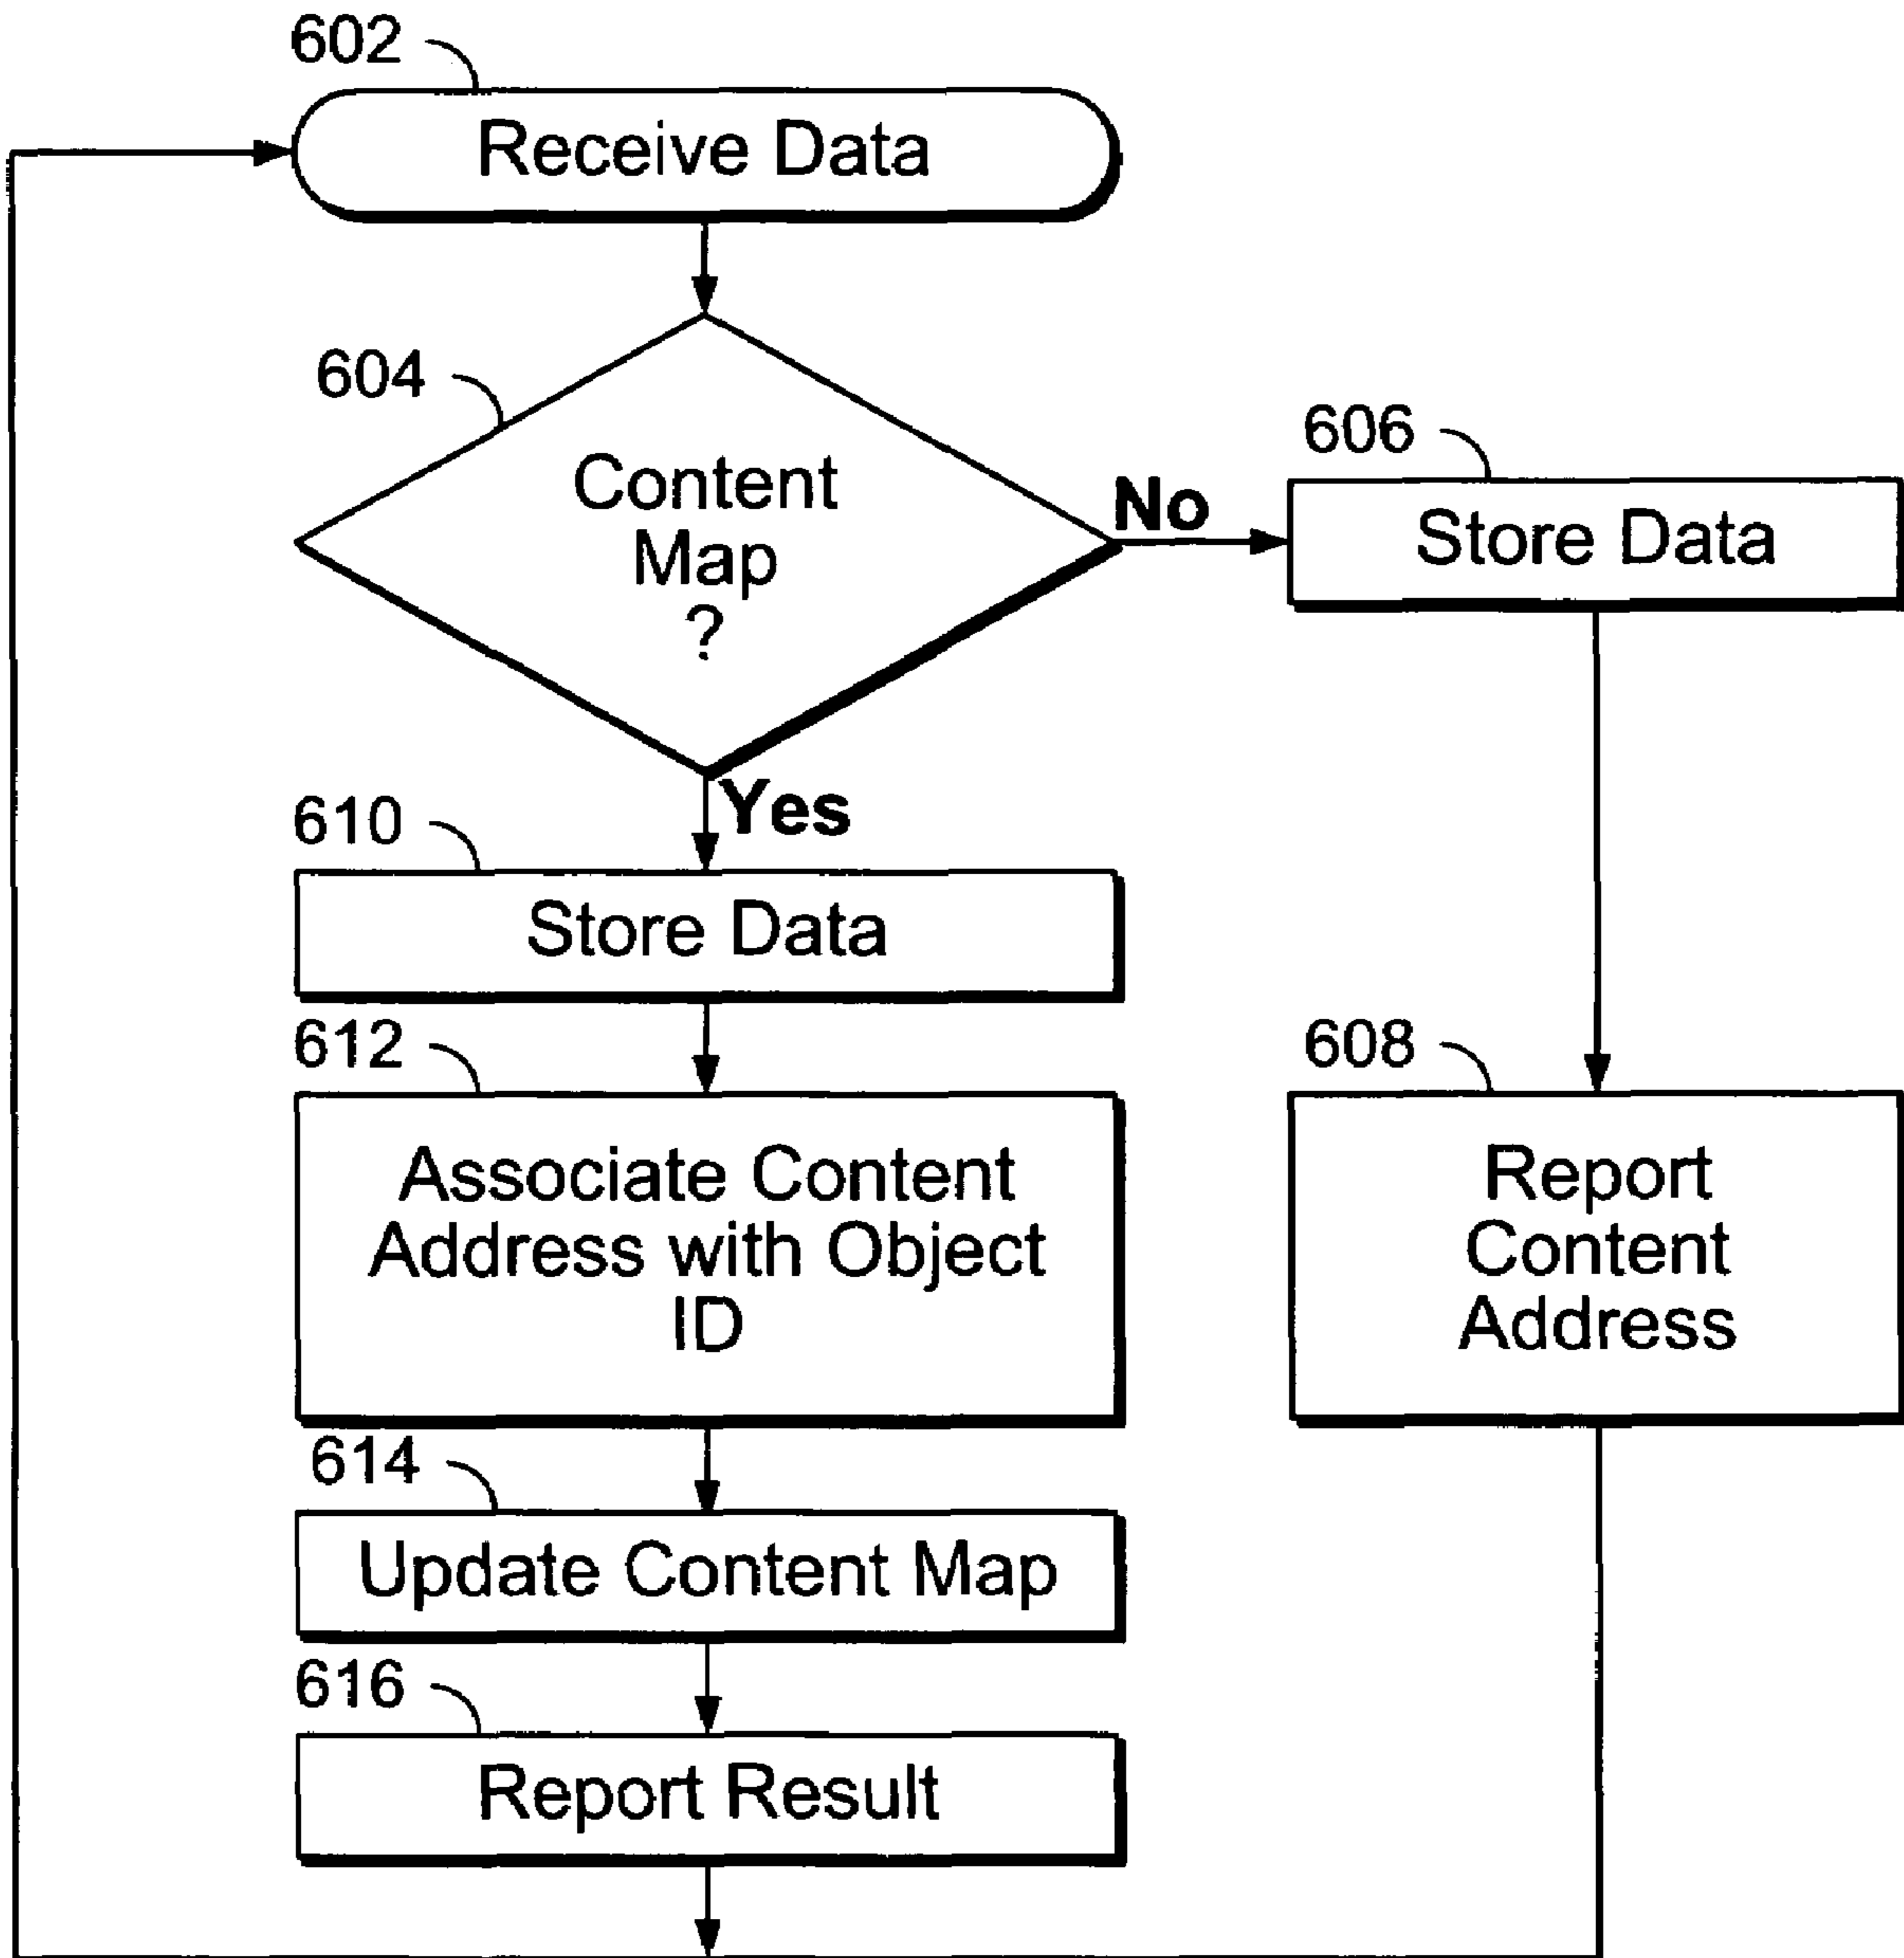 602
Receive Data
604
Content
Map
?
No
606
Store Data
Yes
610
Store Data
612
Associate Content
Address with Object
ID
608
Report
Content
Address
614
Update Content Map
616
Report Result